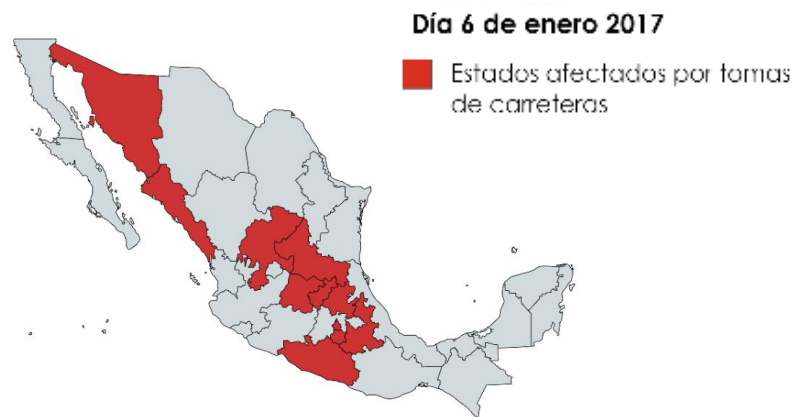 Día 6 de enero 2017
Estados afectados por tomas
de carreteras